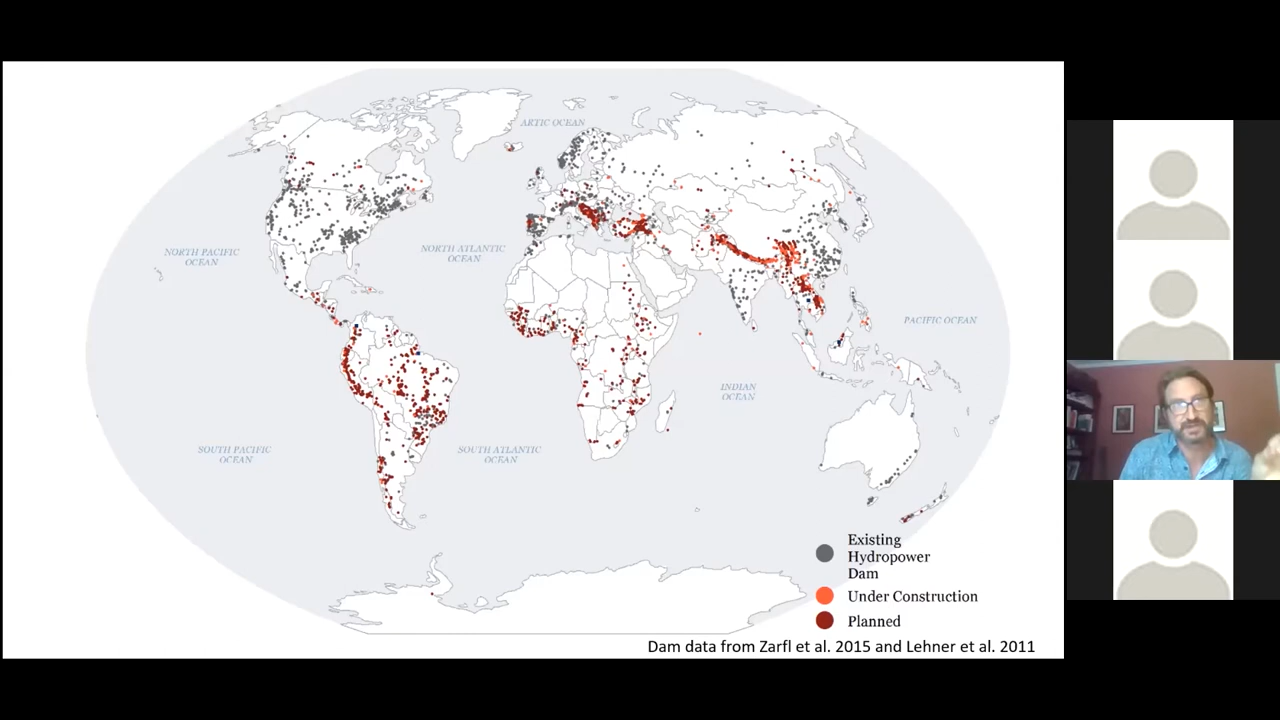 ARTIC OCEAN
NORTH PACIFIC
OCEAN
NORTH ATLANTIC
OCEAN
PACIFIC OCEAN
INDIAN
OCEAN
SOUTH PACIFIC
OCEAN
SOUTH ATLANTIC
OCEAN
Existing
Hydropower
Dam
Under Construction
Planned
Dam data from Zarfl et al. 2015 and Lehner et al. 2011